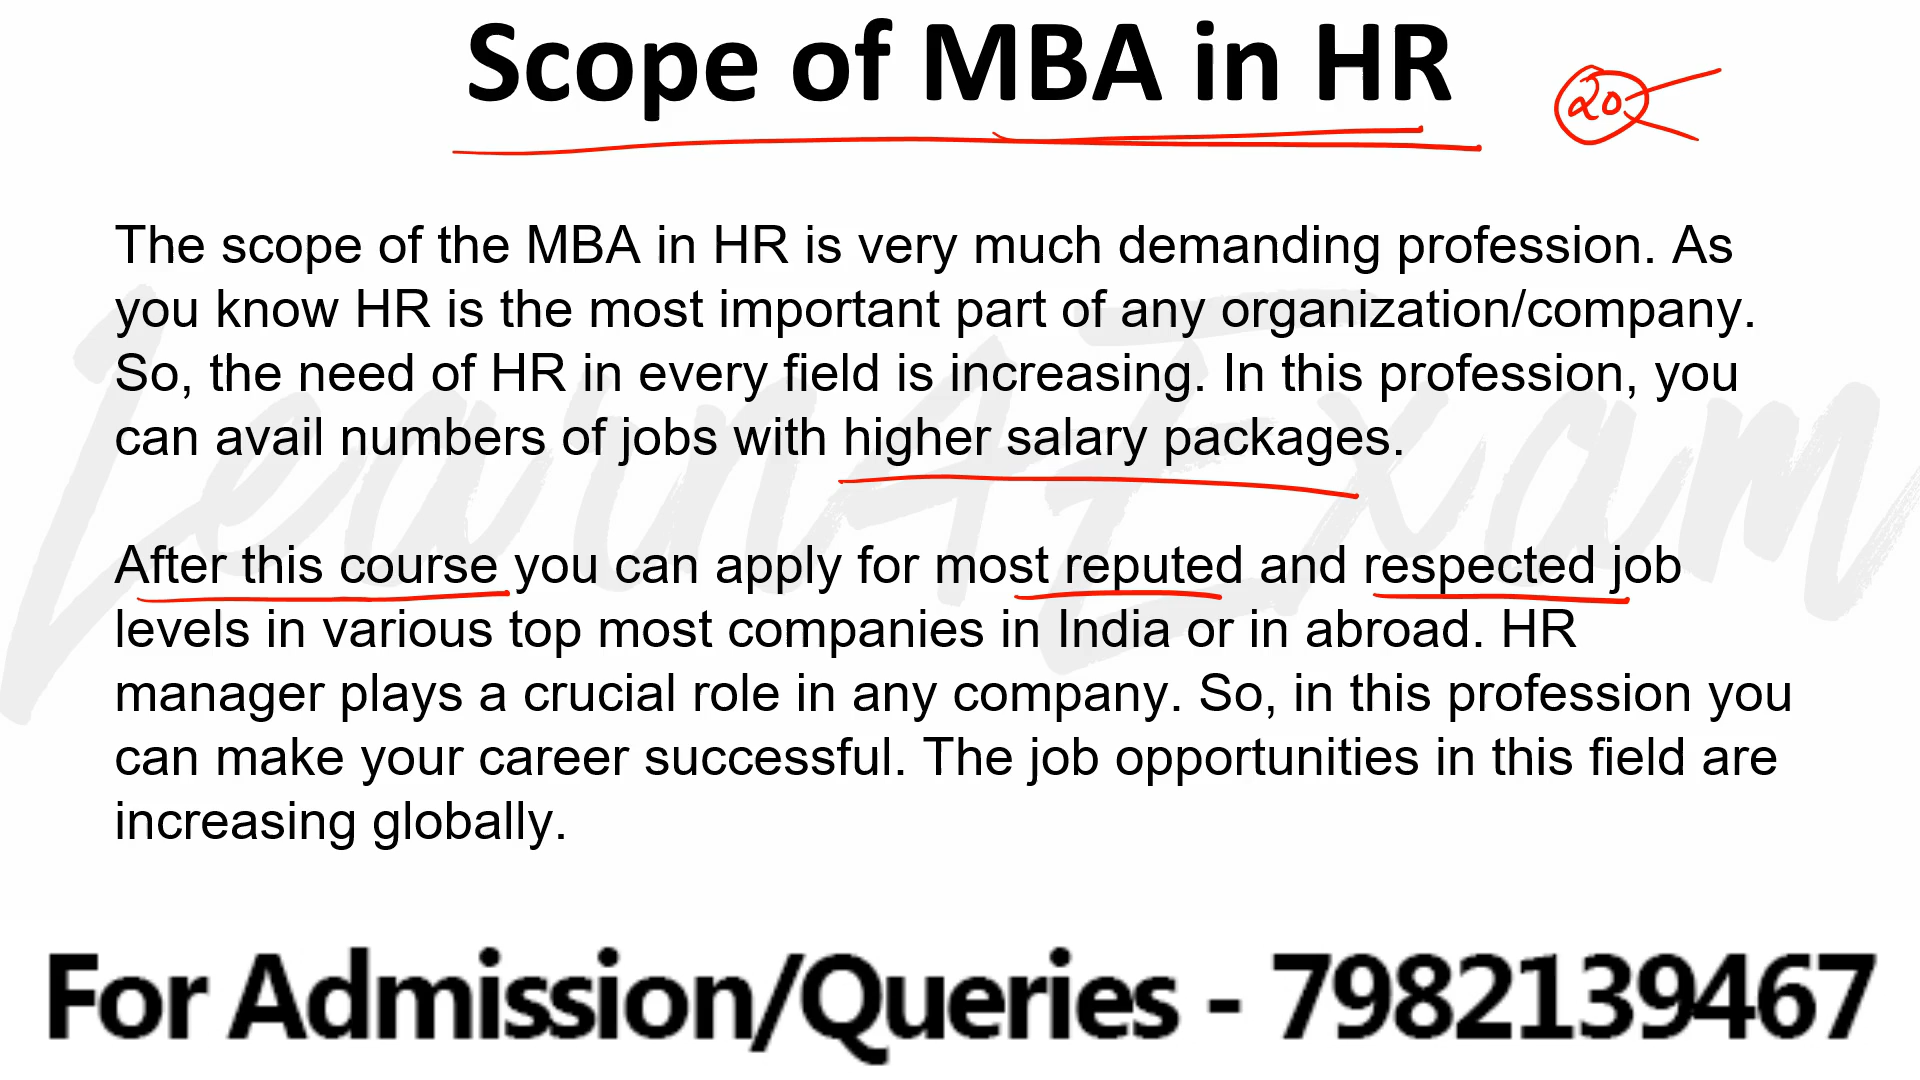 Scope of MBA in HR
20
The scope of the MBA in HR is very much demanding profession. As
you know HR is the most important part of any organization/company.
So, the need of HR in every field is increasing. In this profession, you
can avail numbers of jobs with higher salary packages.
After this course you can apply for most reputed and respected job
levels in various top most companies in India or in abroad. HR
manager plays a crucial role in any company. So, in this profession you
can make your career successful. The job opportunities in this field are
increasing globally.
Learn4Exam
For Admission/Queries - 7982139467